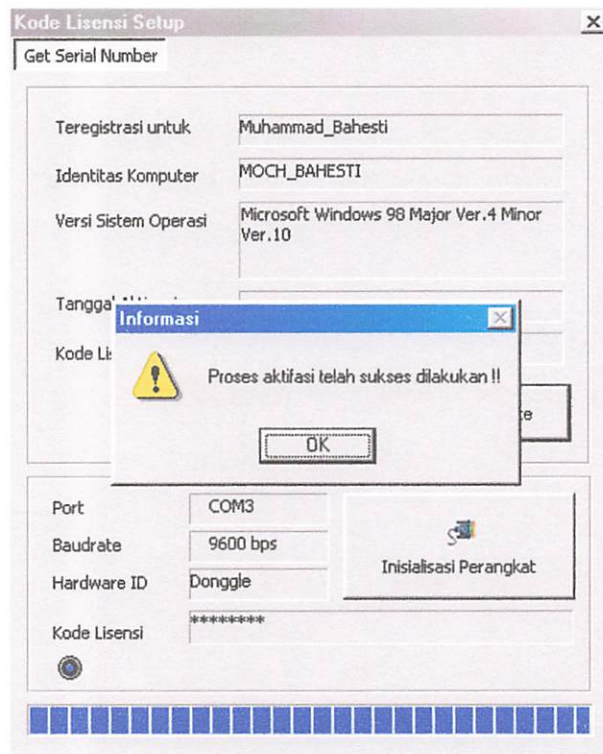 Kode Lisensi Setup
Get Serial Number
Teregistrasi untuk
Muhammad_Bahesti
Identitas Komputer
MOCH_BAHESTI
Versi Sistem Operasi
Microsoft Windows 98 Major Ver.4 Minor
Ver.10
Informasi
Proses aktifasi telah sukses dilakukan !!
OK
Port
COM3
Baudrate
9600 bps
Hardware ID
Donggle
Inisialisasi Perangkat
Kode Lisensi
********